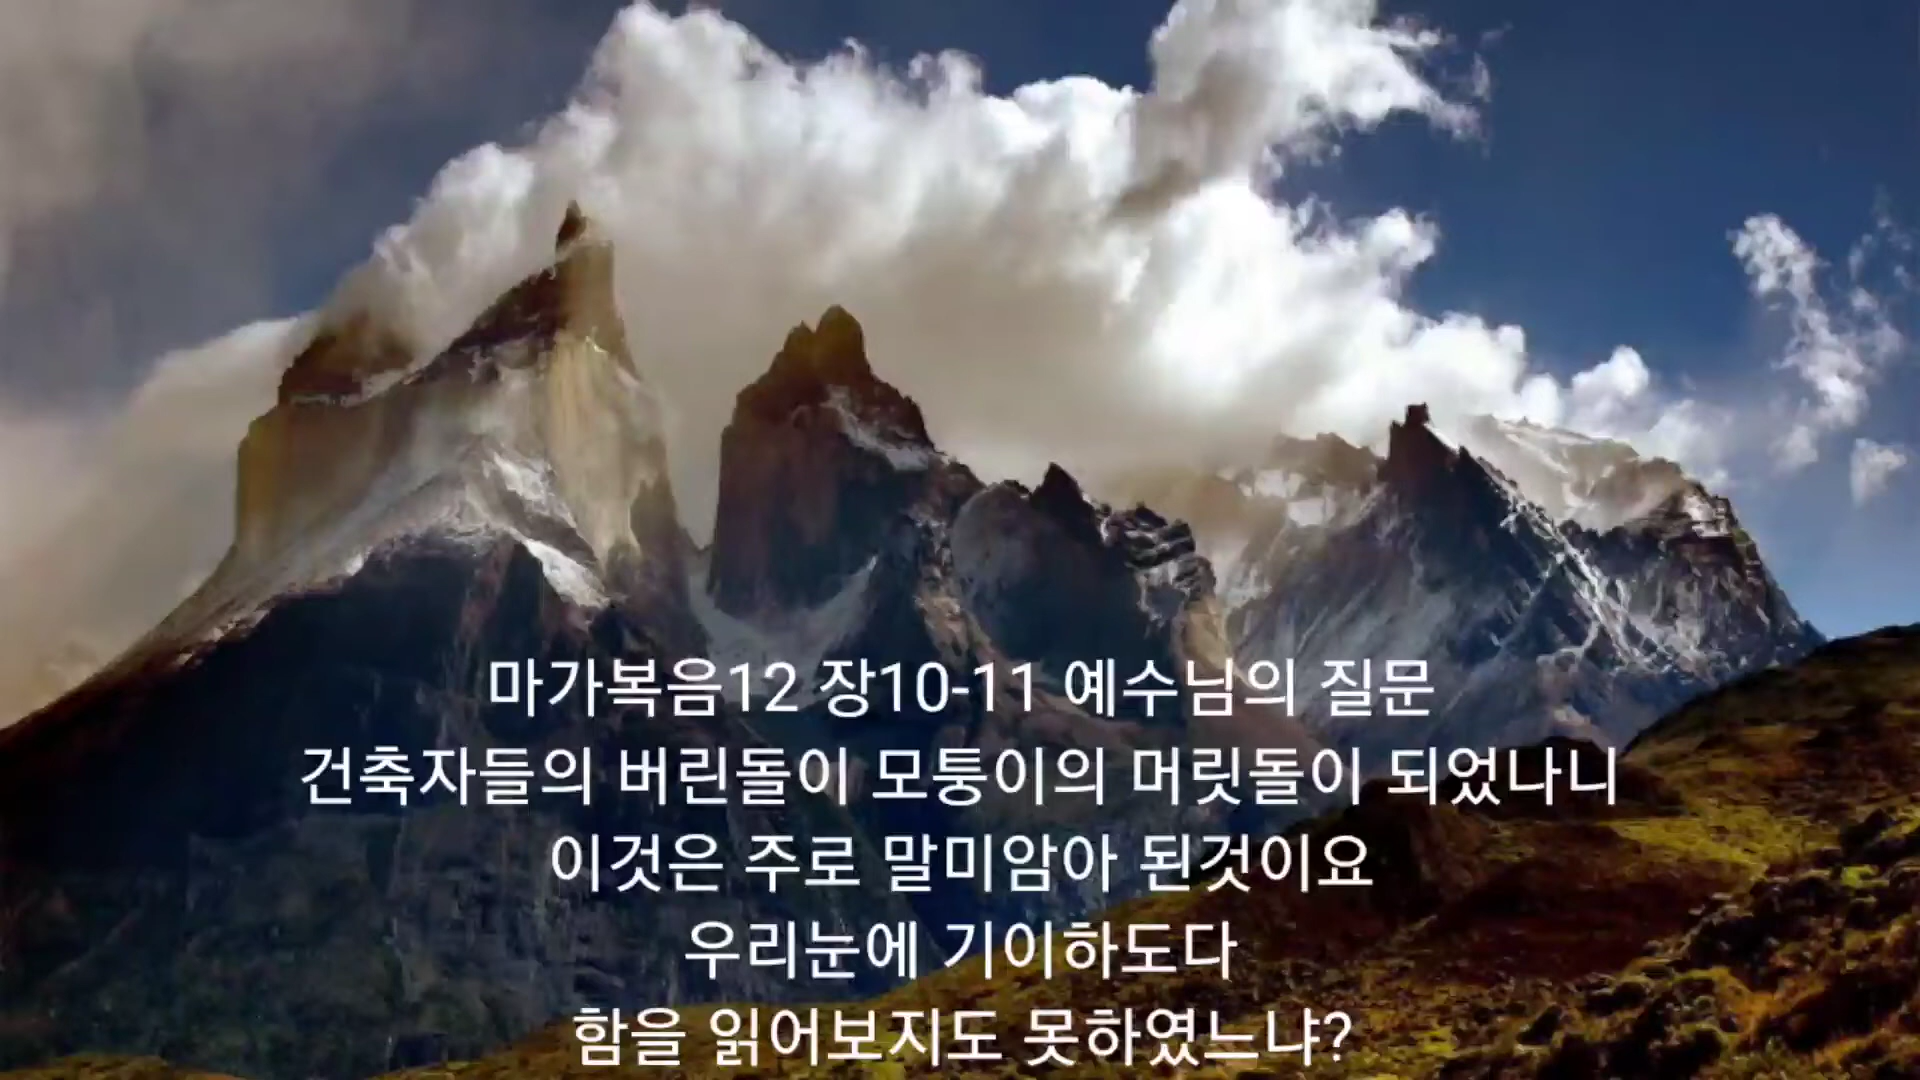 마가복음12 장10-11 예수님의 질문
건축자들의 버린돌이 모퉁이의 머릿돌이 되었나니
이것은 주로 말미암아 된것이요
우리눈에 기이하도다
함을 읽어보지도 못하였느냐?